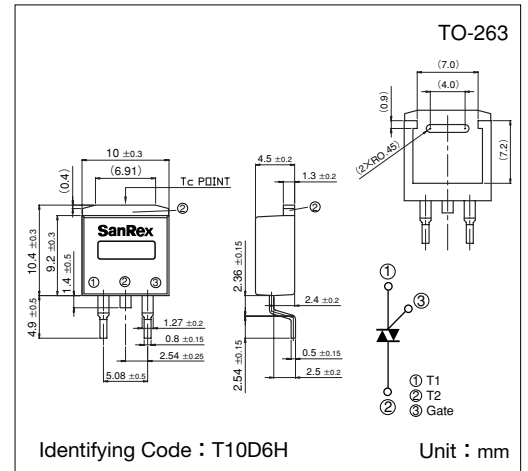 TO-263
(7.0)
(4.0)
(0.9)
(2×R0.45)
(7.2)
10 ±0.3
(6.91)
(0.4)
Tc POINT
②
SanRex
① ② ③
10.4 ±0.3
9.2 ±0.3
1.4 ±0.5
4.9 ±0.5
1.27 ±0.2
0.8 ±0.15
2.54 ±0.25
5.08 ±0.5
4.5 ±0.2
1.3 ±0.2
②
2.36 ±0.15
2.4 ±0.2
2.54 ±0.15
0.5 ±0.15
2.5 ±0.2
①
③
②
① T1
② T2
③ Gate
Identifying Code：T10D6H
Unit：mm